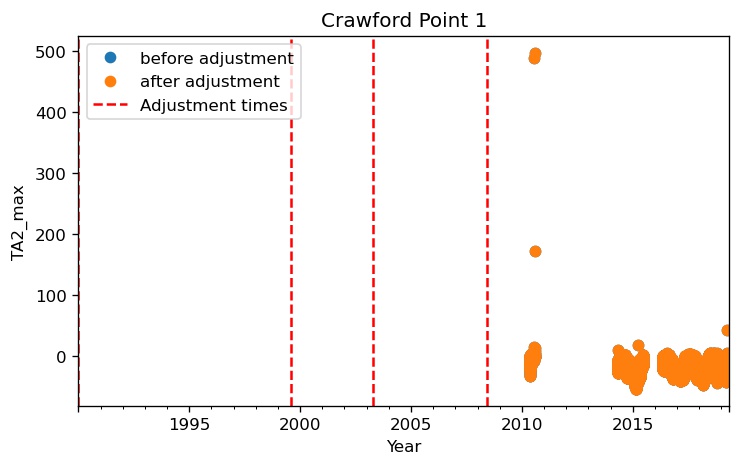 Crawford Point 1
before adjustment
after adjustment
Adjustment times
TA2_max
500
400
300
200
100
0
1995
2000
2005
2010
2015
Year